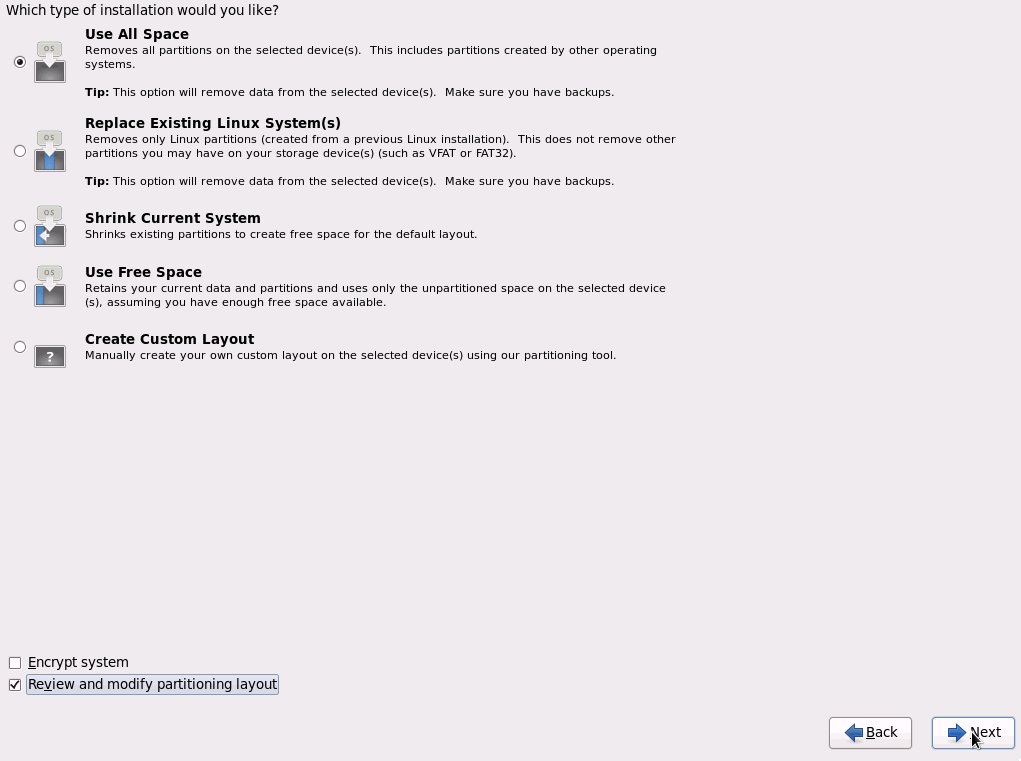 Which type of installation would you like?
OS
Use All Space
Removes all partitions on the selected device(s).  This includes partitions created by other operating
systems.
Tip: This option will remove data from the selected device(s).  Make sure you have backups.
OS
Replace Existing Linux System(s)
Removes only Linux partitions (created from a previous Linux installation).  This does not remove other
partitions you may have on your storage device(s) (such as VFAT or FAT32).
Tip: This option will remove data from the selected device(s).  Make sure you have backups.
OS
Shrink Current System
Shrinks existing partitions to create free space for the default layout.
OS
Use Free Space
Retains your current data and partitions and uses only the unpartitioned space on the selected device
(s), assuming you have enough free space available.
?
Create Custom Layout
Manually create your own custom layout on the selected device(s) using our partitioning tool.
Encrypt system
Review and modify partitioning layout
Back
Next